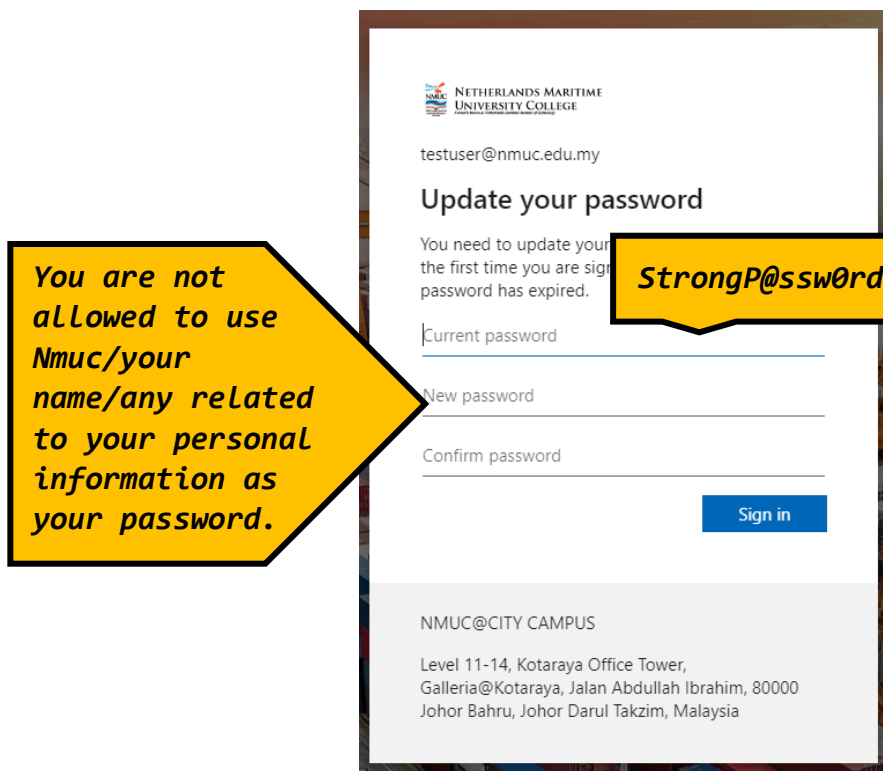 NETHERLANDS MARITIME
UNIVERSITY COLLEGE
testuser@nmuc.edu.my
Update your password
You need to update your
the first time you are sig
password has expired.
StrongP@ssw0rd
You are not
allowed to use
Nmuc/your
name/any related
to your personal
information as
your password.
Current password
New password
Confirm password
Sign in
NMUC@CITY CAMPUS
Level 11-14, Kotaraya Office Tower,
Galleria@Kotaraya, Jalan Abdullah Ibrahim, 80000
Johor Bahru, Johor Darul Takzim, Malaysia